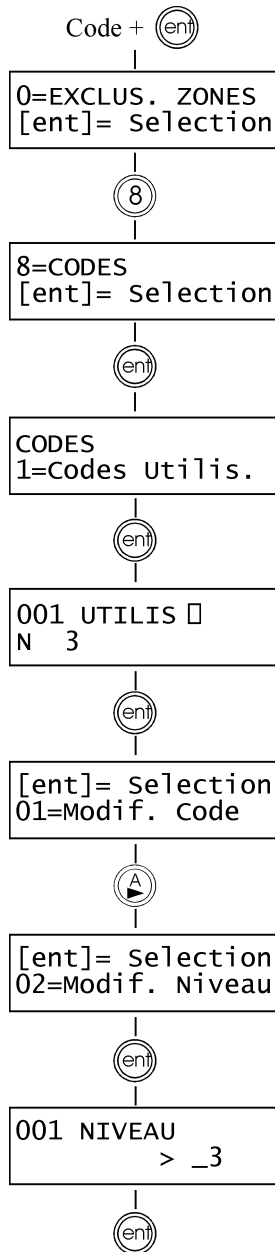 Code + ent
0=EXCLUS. ZONES
[ent]= Selection
8
8=CODES
[ent]= Selection
ent
CODES
1=Codes Utilis.
ent
001 UTILIS ▯
N 3
ent
[ent]= Selection
01=Modif. Code
A
[ent]= Selection
02=Modif. Niveau
ent
001 NIVEAU
> _3
ent